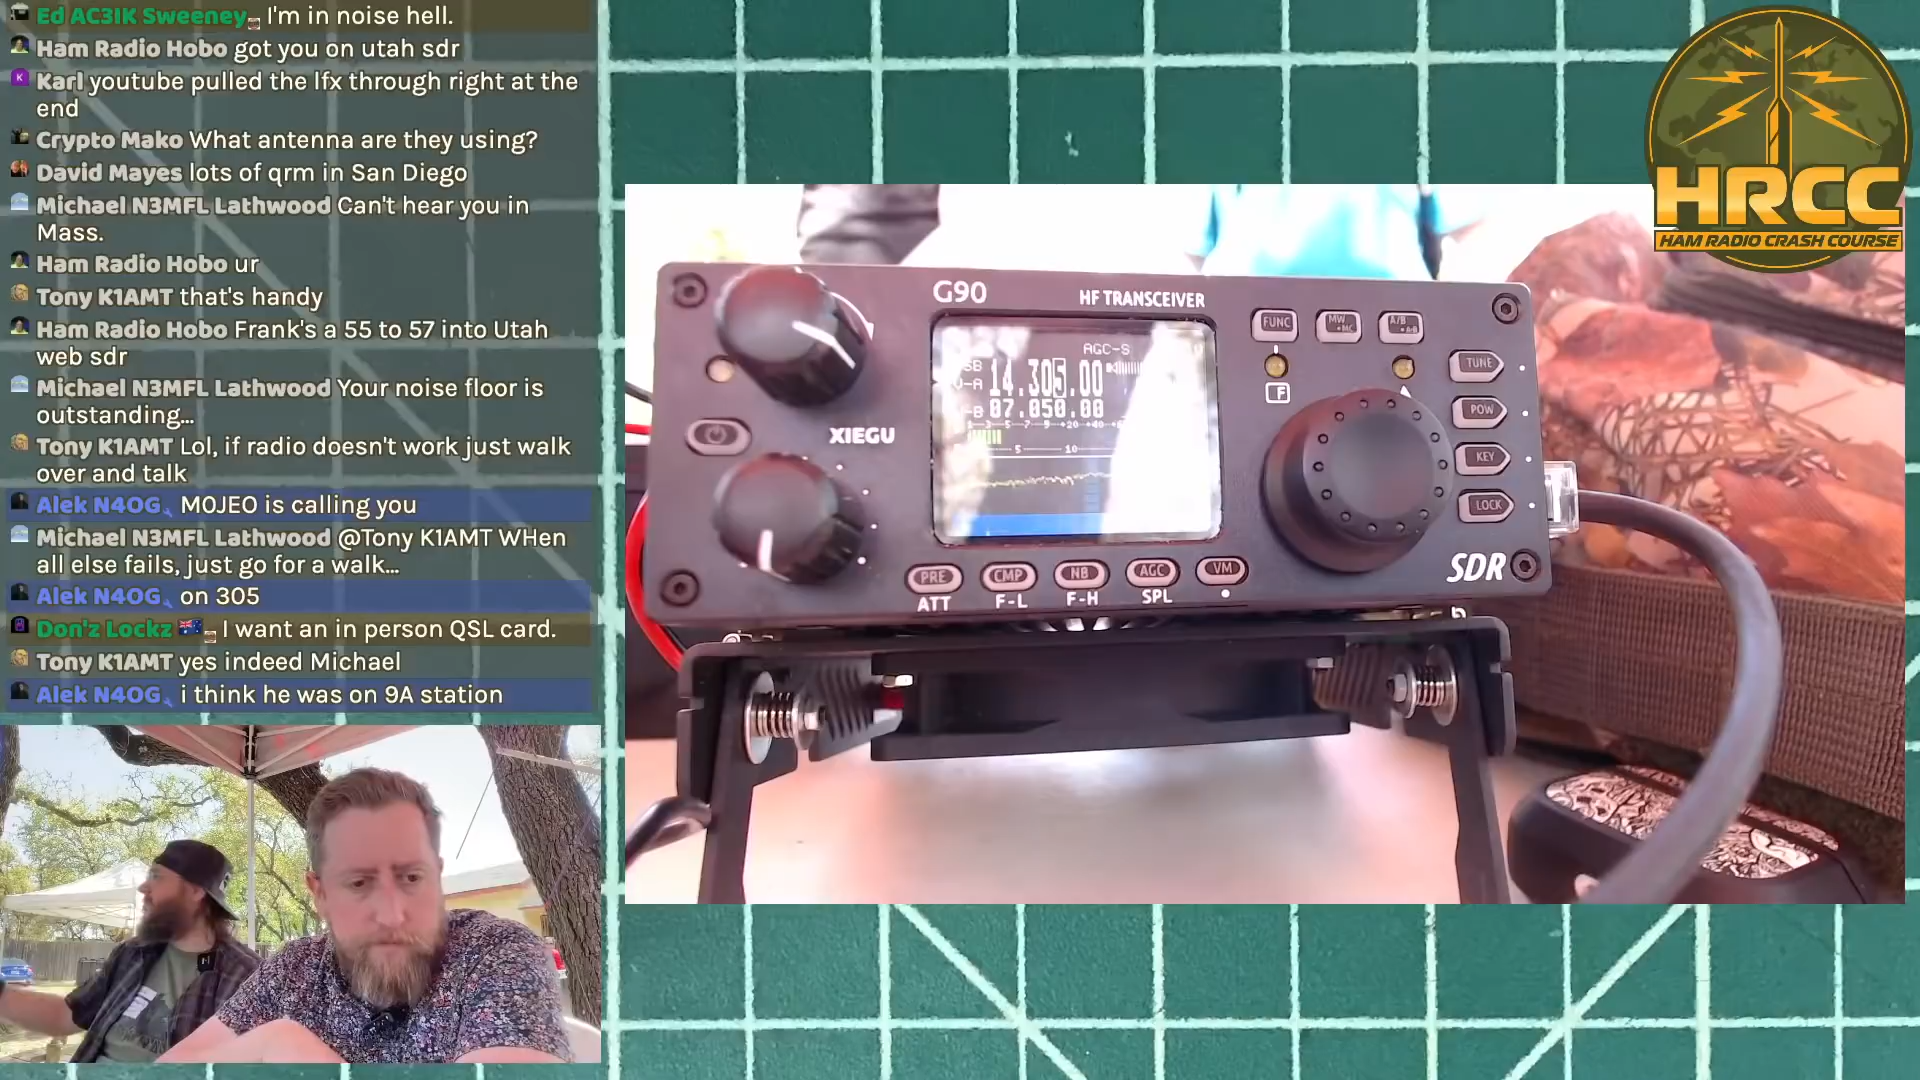 Ed AC3IK Sweeney I'm in noise hell.
Ham Radio Hobo got you on utah sdr
Karl youtube pulled the lfx through right at the
end
Crypto Mako What antenna are they using?
David Mayes lots of qrm in San Diego
Michael N3MFL Lathwood Can't hear you in
Mass.
Ham Radio Hobo ur
Tony K1AMT that's handy
Ham Radio Hobo Frank's a 55 to 57 into Utah
web sdr
Michael N3MFL Lathwood Your noise floor is
outstanding...
Tony K1AMT Lol, if radio doesn't work just walk
over and talk
Alek N4OG M0JEO is calling you
Michael N3MFL Lathwood @Tony K1AMT WHen
all else fails, just go for a walk...
Alek N4OG on 305
Don'z Lockz I want an in person QSL card.
Tony K1AMT yes indeed Michael
Alek N4OG i think he was on 9A station
HRCC
HAM RADIO CRASH COURSE
G90
HF TRANSCEIVER
AGC-S
14.305.00
07.050.00
FUNC
A/B
F
TUNE
POW
KEY
LOCK
XIEGU
SDR
PRE
CMP
NB
AGC
VM
ATT
F-L
F-H
SPL